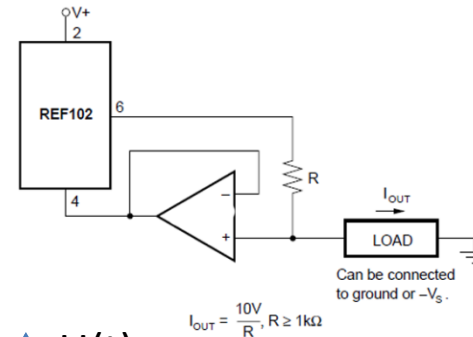 V+
2
REF102
6
R
4
–
+
I_OUT
LOAD
Can be connected
to ground or –V_S.
I_OUT = 10V/R, R ≥ 1kΩ